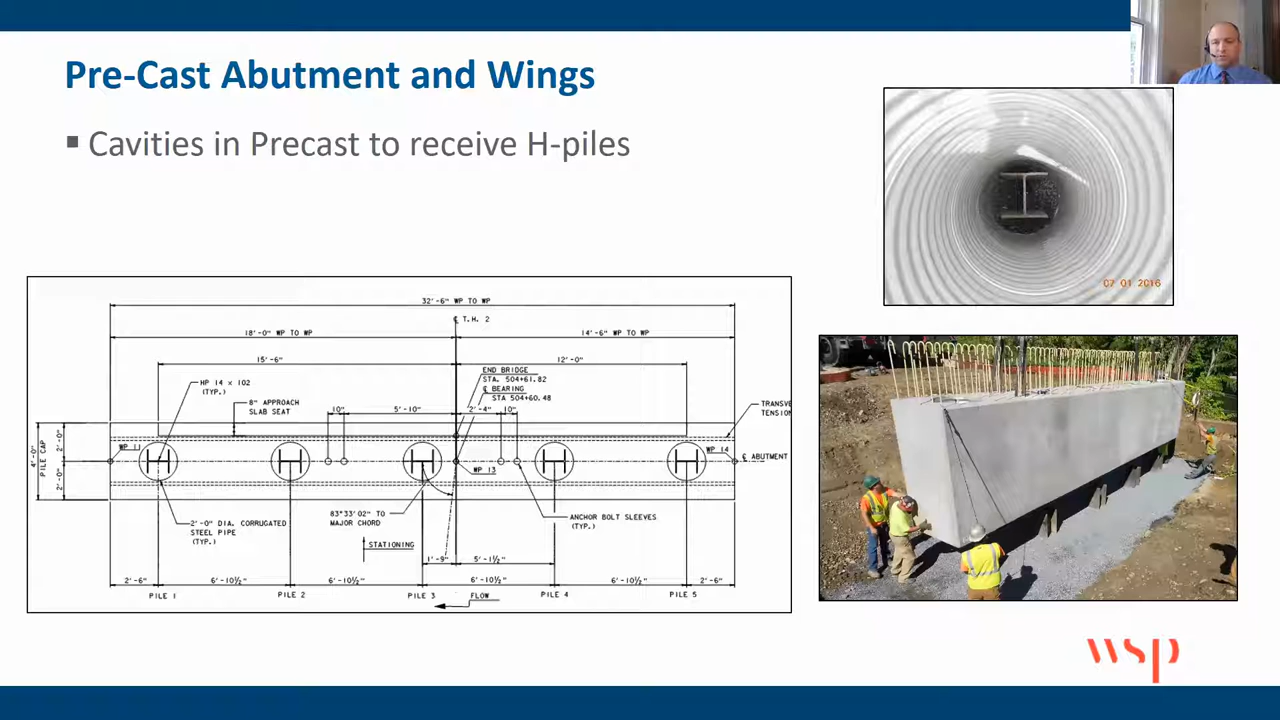 Pre-Cast Abutment and Wings
▪ Cavities in Precast to receive H-piles
07 01 2016
32'-6" WP TO WP
℄ T.H. 2
18'-0" WP TO WP
14'-6" WP TO WP
15'-6"
12'-0"
HP 14 x 102
(TYP.)
8" APPROACH
SLAB SEAT
END BRIDGE
STA. 504+61.82
℄ BEARING
STA 504+60.48
10"
5'-10"
2'-4"
10"
TRANSVE
TENSION
4'-0"
PILE CAP
2'-0"
2'-0"
WP 11
WP 13
WP 14
℄ ABUTMENT
2'-0" DIA. CORRUGATED
STEEL PIPE
(TYP.)
83°33'02" TO
MAJOR CHORD
ANCHOR BOLT SLEEVES
(TYP.)
STATIONING
1'-9"
5'-1½"
2'-6"
6'-10½"
6'-10½"
6'-10½"
6'-10½"
2'-6"
PILE 1
PILE 2
PILE 3
PILE 4
PILE 5
FLOW
wsp